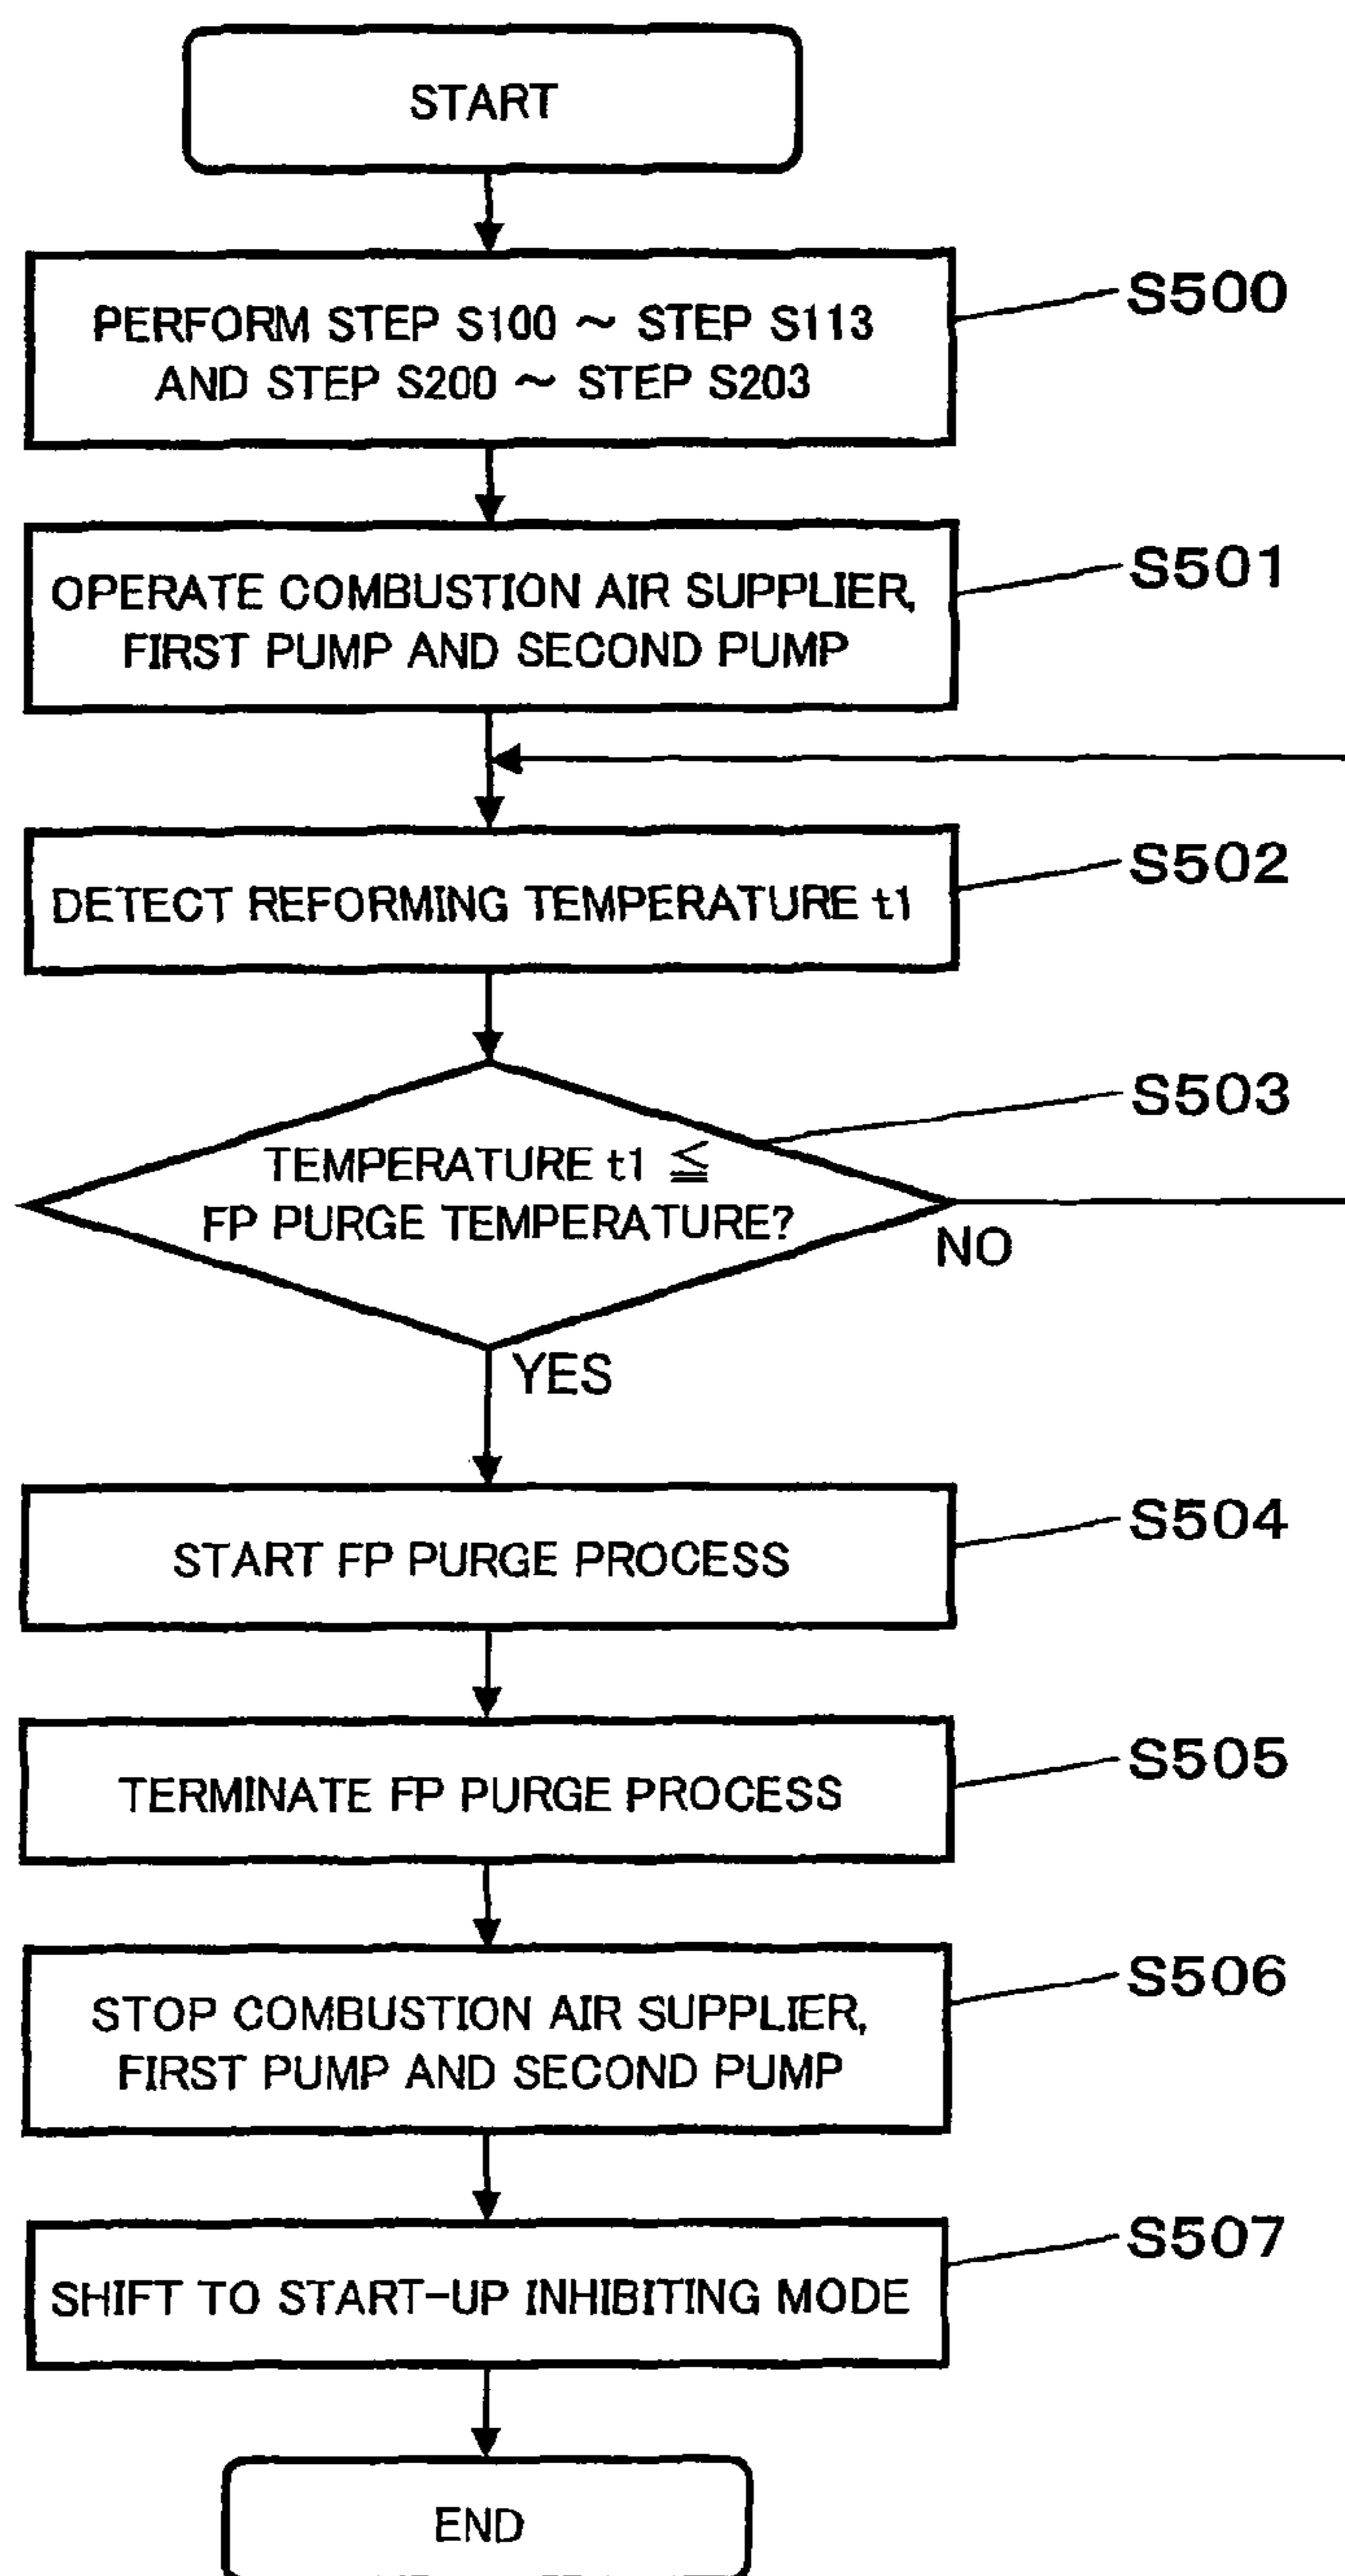 START
PERFORM STEP S100 ~ STEP S113
AND STEP S200 ~ STEP S203
S500
OPERATE COMBUSTION AIR SUPPLIER,
FIRST PUMP AND SECOND PUMP
S501
DETECT REFORMING TEMPERATURE t1
S502
TEMPERATURE t1 ≦
FP PURGE TEMPERATURE?
S503
NO
YES
START FP PURGE PROCESS
S504
TERMINATE FP PURGE PROCESS
S505
STOP COMBUSTION AIR SUPPLIER,
FIRST PUMP AND SECOND PUMP
S506
SHIFT TO START-UP INHIBITING MODE
S507
END